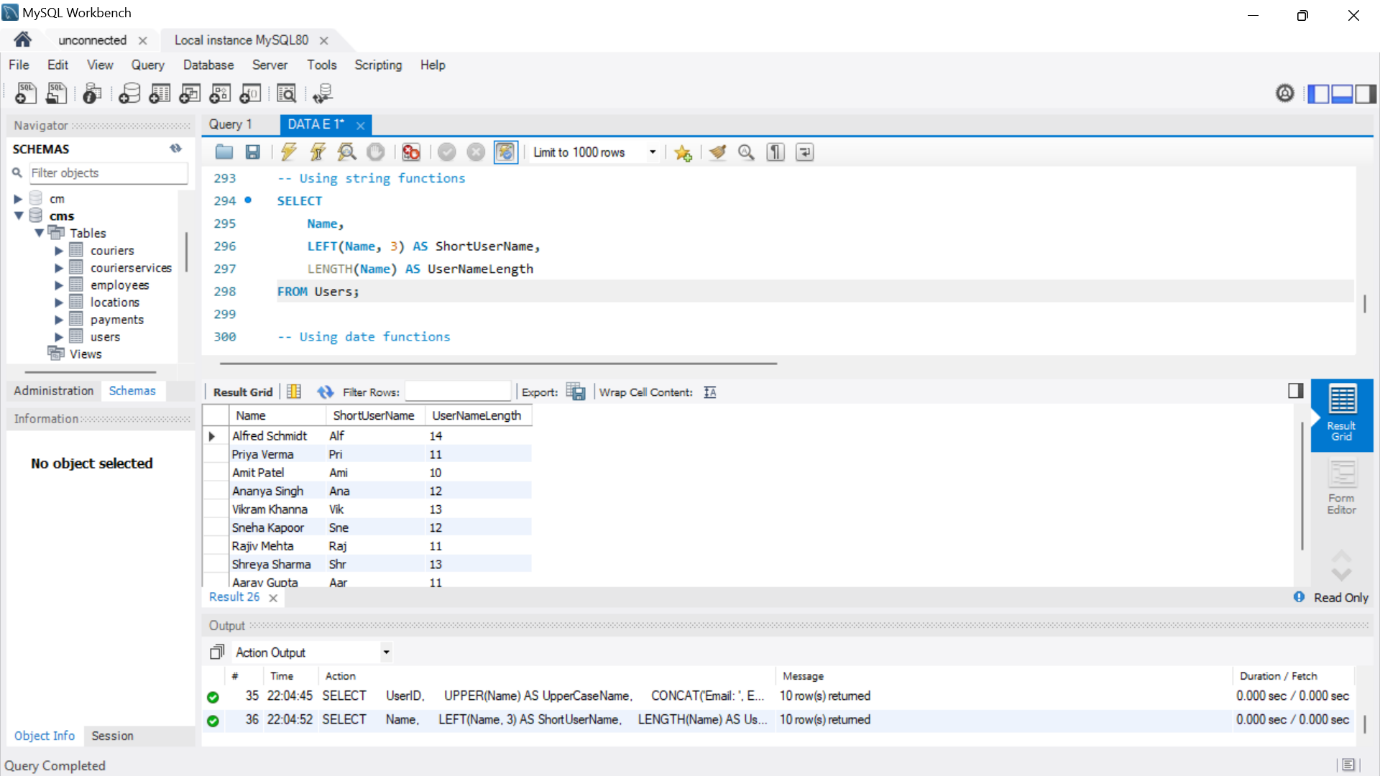 MySQL Workbench
unconnected
Local instance MySQL80
File Edit View Query Database Server Tools Scripting Help
Navigator
SCHEMAS
Filter objects
cm
cms
Tables
couriers
courierservices
employees
locations
payments
users
Views
Administration Schemas
Information
No object selected
Object Info Session
Query 1 DATA E 1*
Limit to 1000 rows
293 -- Using string functions
294 SELECT
295 Name,
296 LEFT(Name, 3) AS ShortUserName,
297 LENGTH(Name) AS UserNameLength
298 FROM Users;
299
300 -- Using date functions
Result Grid Filter Rows: Export: Wrap Cell Content:
Name ShortUserName UserNameLength
Alfred Schmidt Alf 14
Priya Verma Pri 11
Amit Patel Ami 10
Ananya Singh Ana 12
Vikram Khanna Vik 13
Sneha Kapoor Sne 12
Rajiv Mehta Raj 11
Shreya Sharma Shr 13
Aarav Gupta Aar 11
Result Grid
Form Editor
Result 26
Read Only
Output
Action Output
# Time Action Message Duration / Fetch
35 22:04:45 SELECT UserID, UPPER(Name) AS UpperCaseName, CONCAT('Email: ', E... 10 row(s) returned 0.000 sec / 0.000 sec
36 22:04:52 SELECT Name, LEFT(Name, 3) AS ShortUserName, LENGTH(Name) AS Us... 10 row(s) returned 0.000 sec / 0.000 sec
Query Completed